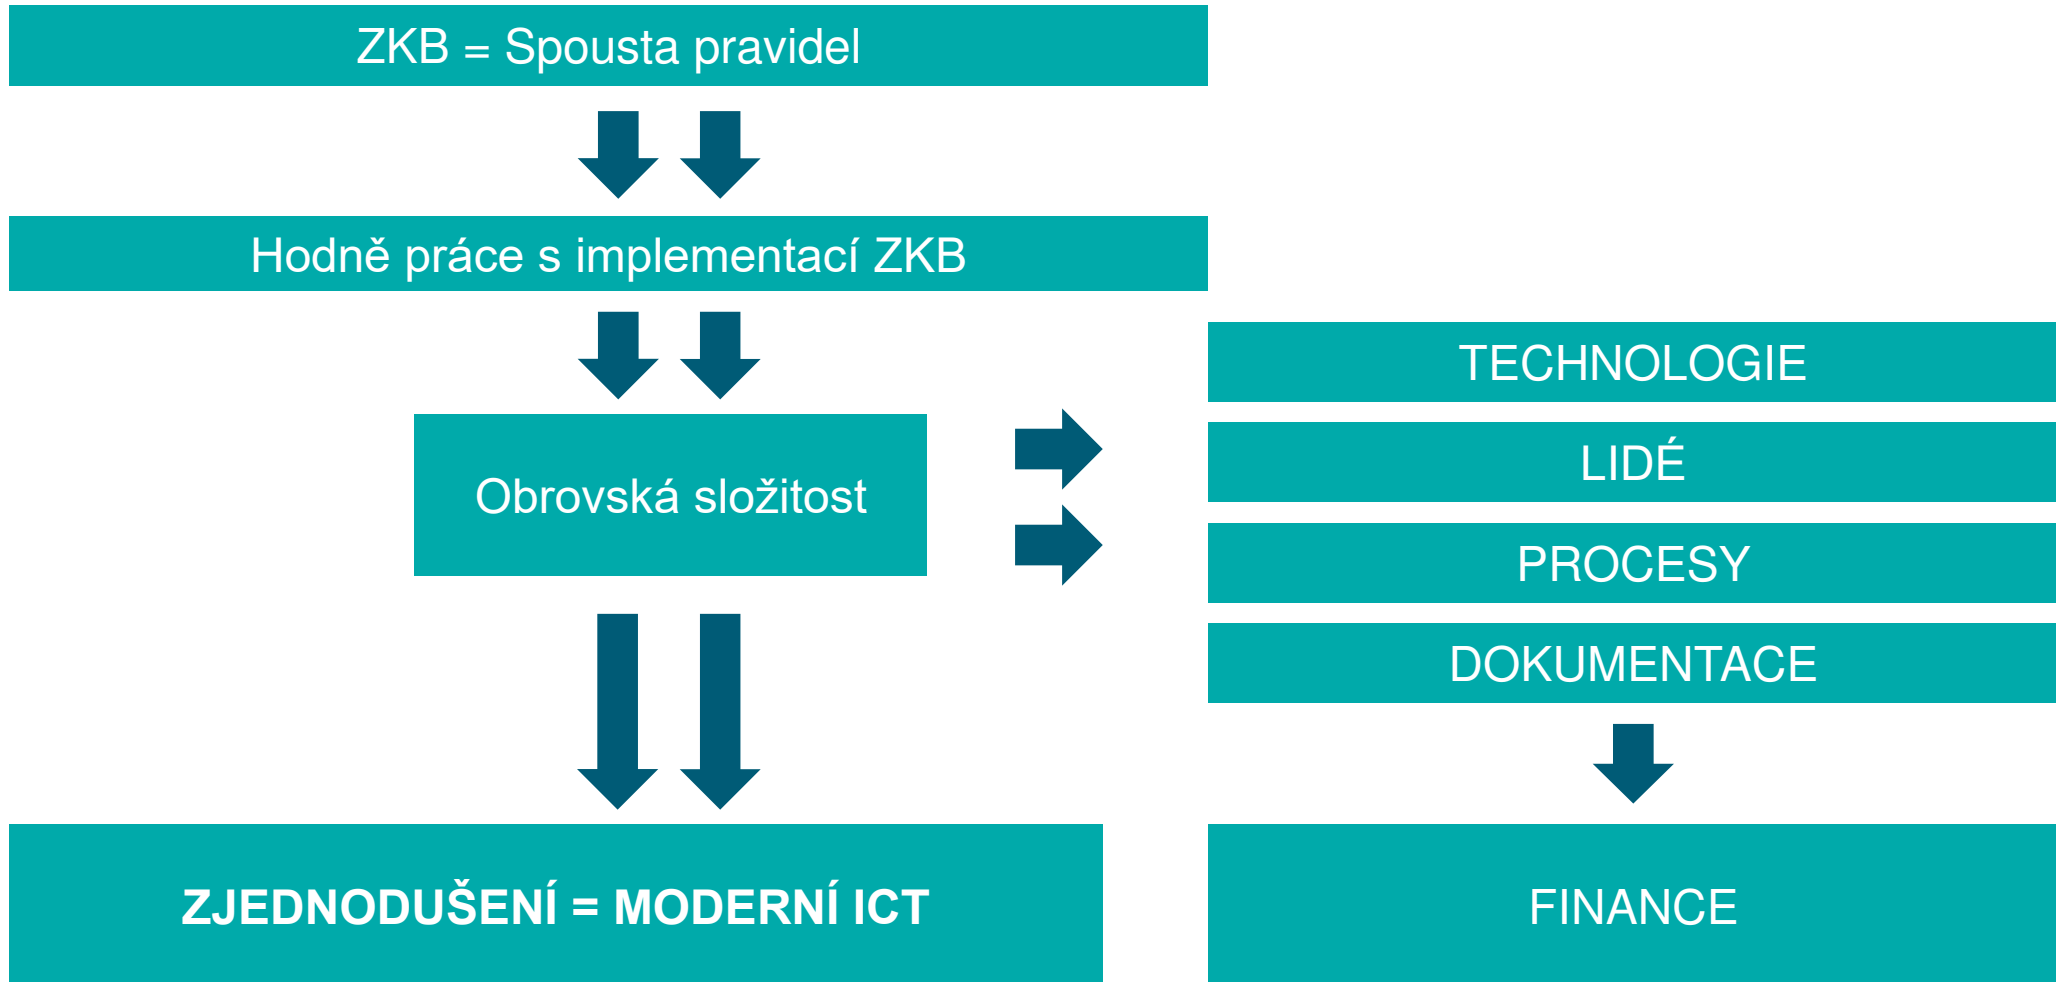 ZKB = Spousta pravidel
Hodně práce s implementací ZKB
Obrovská složitost
TECHNOLOGIE
LIDÉ
PROCESY
DOKUMENTACE
ZJEDNODUŠENÍ = MODERNÍ ICT
FINANCE